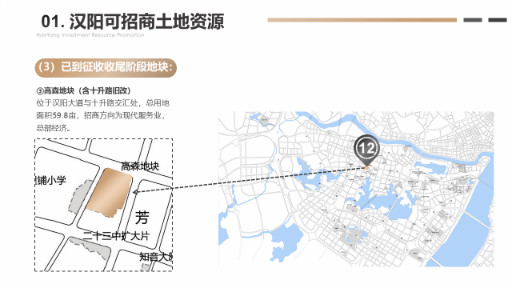 01. 汉阳可招商土地资源
HanYang Investment Resource Promotion
（3）已到征收收尾阶段地块：
③高森地块（含十升路旧改）
位于汉阳大道与十升路交汇处，总用地
面积59.8亩，招商方向为现代服务业，
总部经济。
高森地块
铺小学
芳
二十三中扩大片
知音大
12